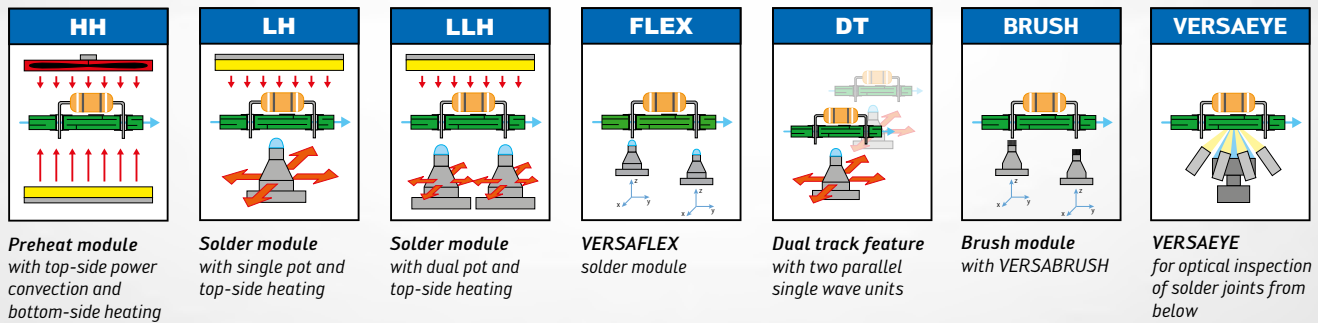 HH
Preheat module
with top-side power
convection and
bottom-side heating
LH
Solder module
with single pot and
top-side heating
LLH
Solder module
with dual pot and
top-side heating
FLEX
z
x
y
z
x
y
VERSAFLEX
solder module
DT
Dual track feature
with two parallel
single wave units
BRUSH
z
x
y
z
x
y
Brush module
with VERSABRUSH
VERSAEYE
VERSAEYE
for optical inspection
of solder joints from
below